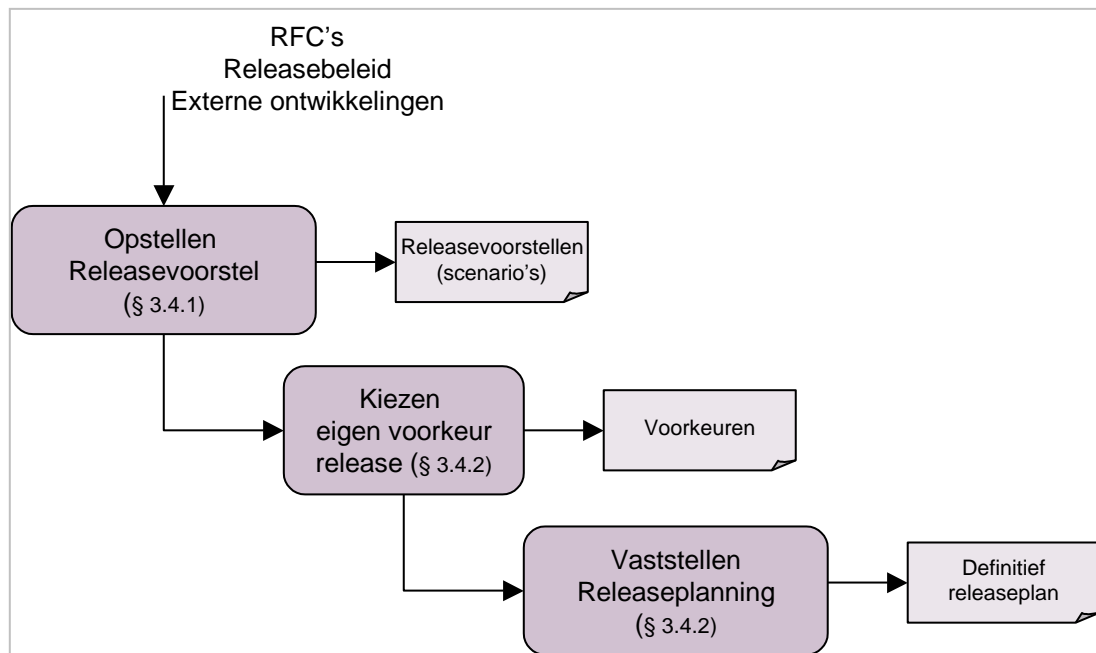 RFC’s
Releasebeleid
Externe ontwikkelingen
Opstellen
Releasevoorstel
(§ 3.4.1)
Releasevoorstellen
(scenario’s)
Kiezen
eigen voorkeur
release (§ 3.4.2)
Voorkeuren
Vaststellen
Releaseplanning
(§ 3.4.2)
Definitief
releaseplan